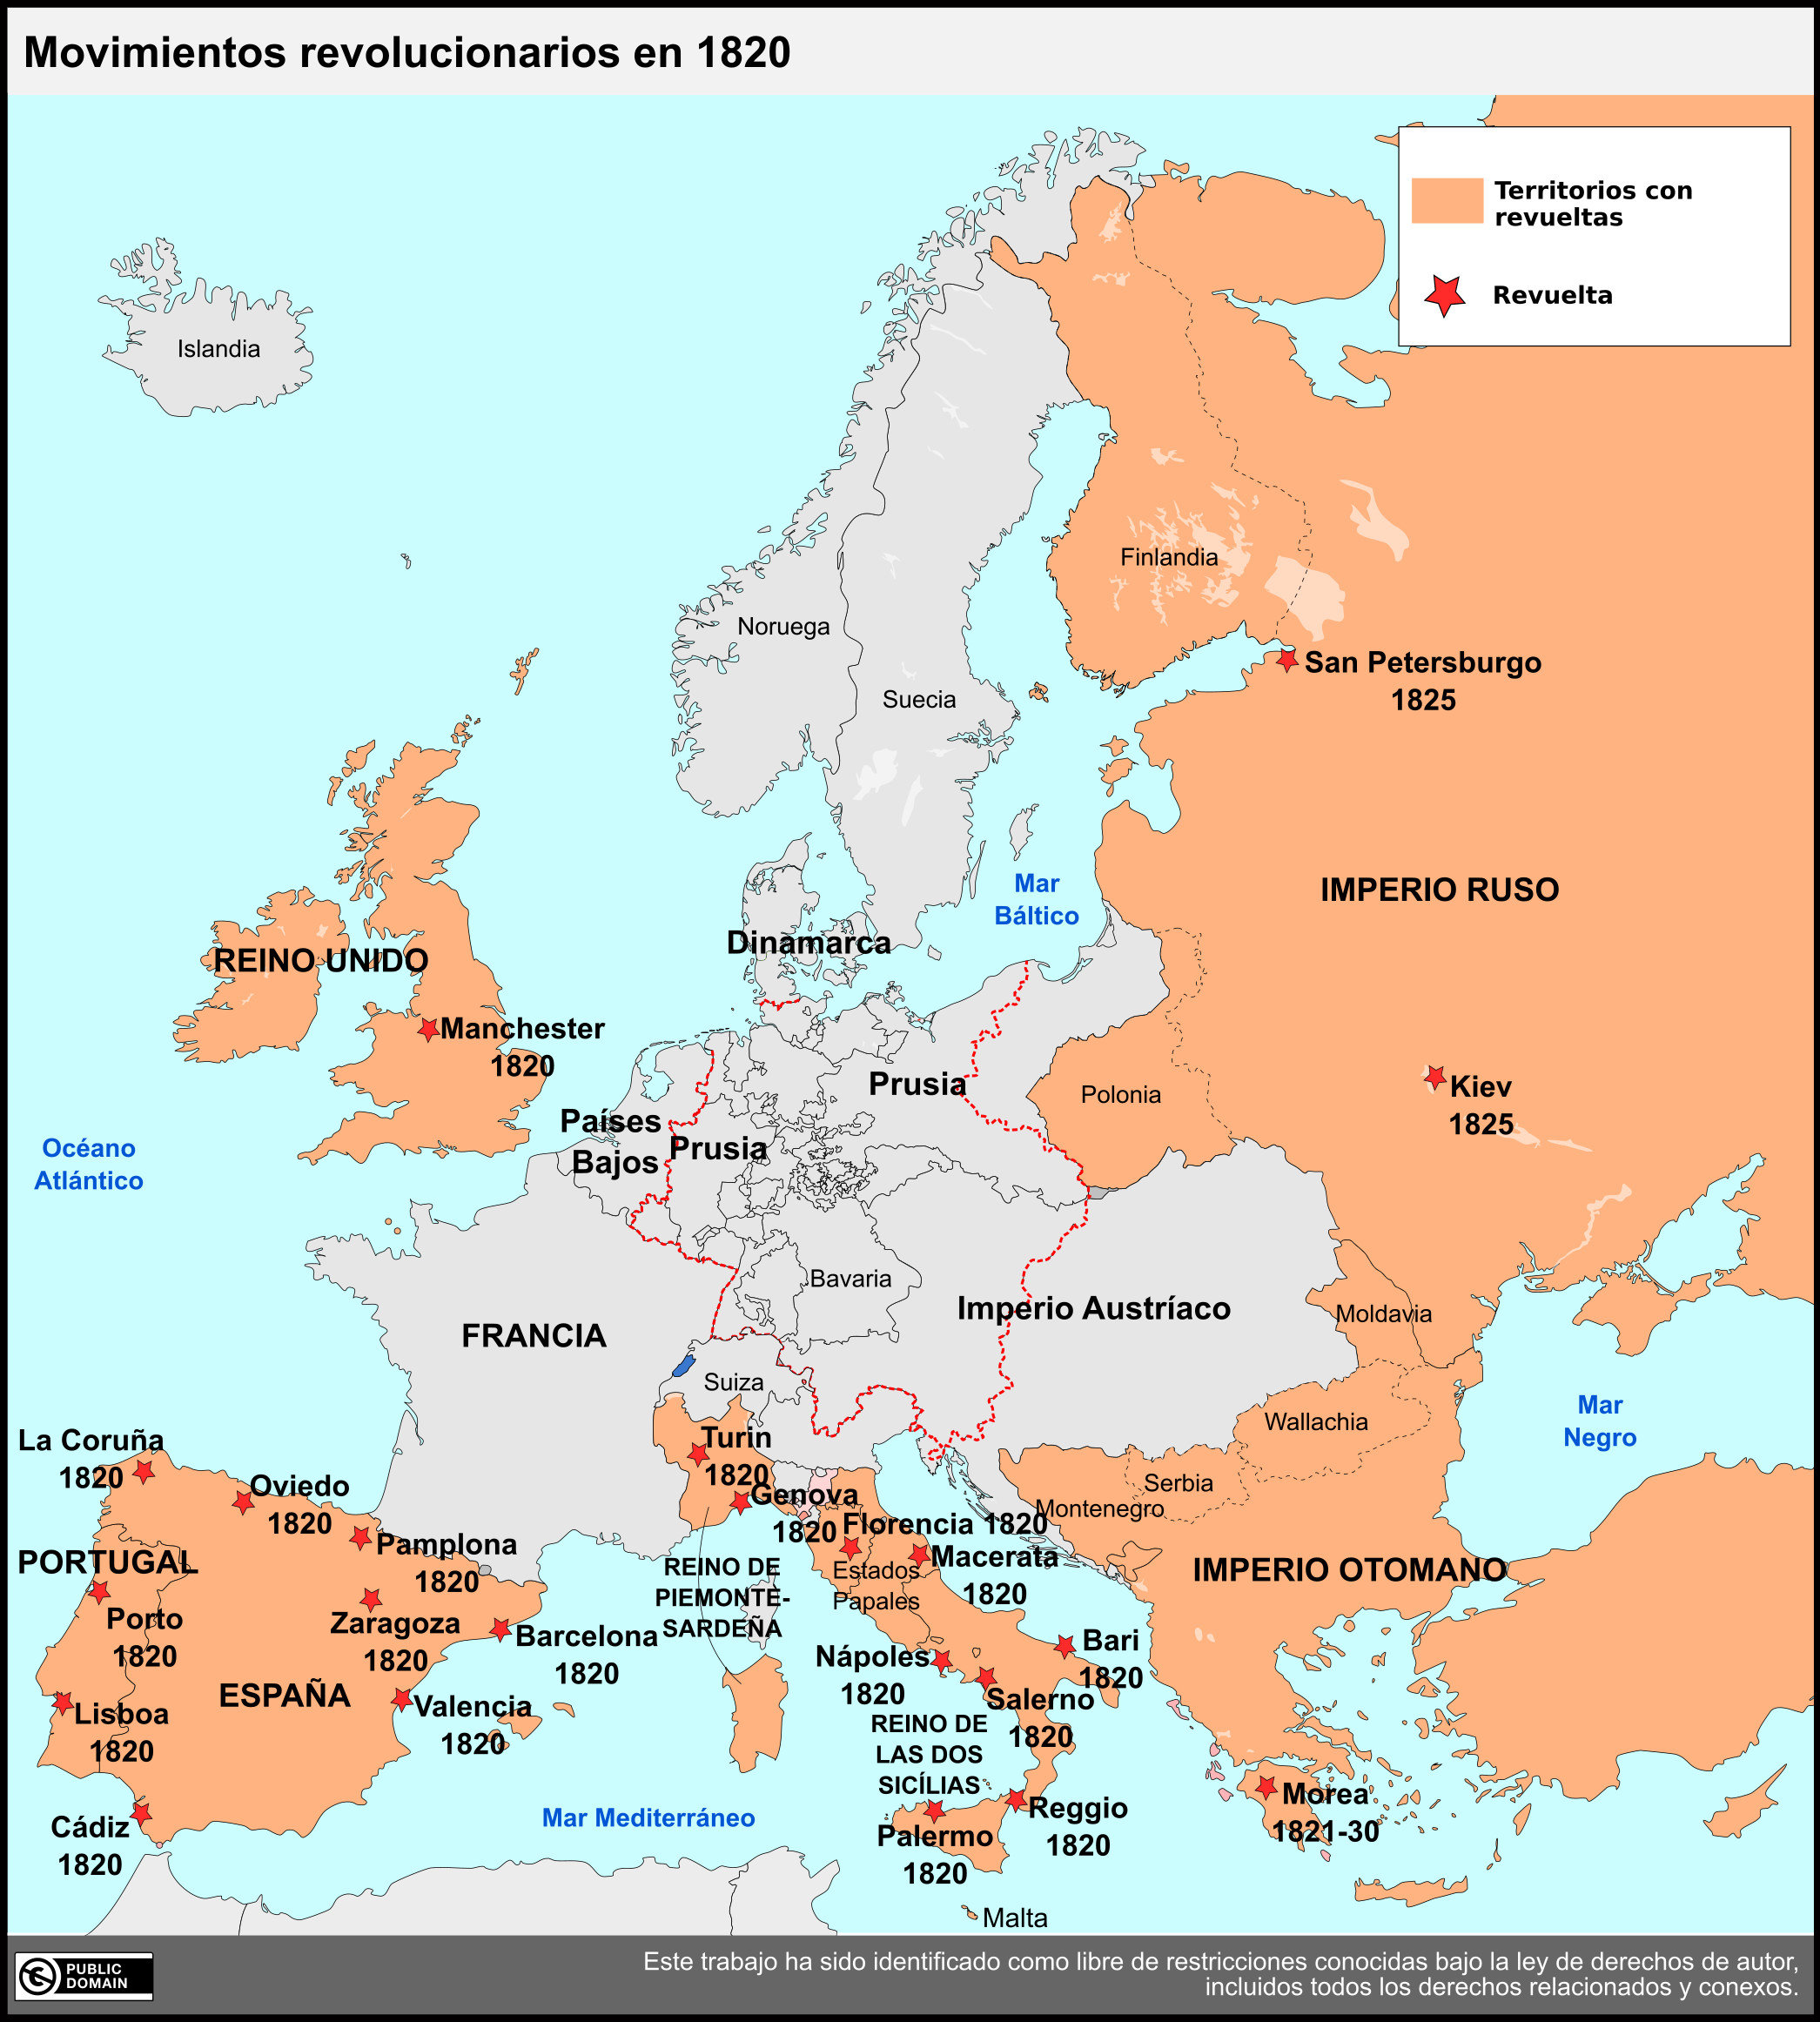 Movimientos revolucionarios en 1820
Territorios con
revueltas
Revuelta
Islandia
Finlandia
Noruega
San Petersburgo
1825
Suecia
IMPERIO RUSO
Mar
Báltico
Dinamarca
REINO UNIDO
Manchester
1820
Prusia
Polonia
Kiev
1825
Países
Bajos
Prusia
Océano
Atlántico
Bavaria
Imperio Austríaco
Moldavia
FRANCIA
Suiza
Mar
Negro
Wallachia
La Coruña
1820
Turin
1820
Oviedo
1820
Genova
1820
Serbia
Montenegro
Florencia 1820
Pamplona
1820
Macerata
1820
PORTUGAL
Estados
Papales
REINO DE
PIEMONTE-
SARDEÑA
IMPERIO OTOMANO
Porto
1820
Zaragoza
1820
Barcelona
1820
Bari
1820
Nápoles
1820
ESPAÑA
Lisboa
1820
Valencia
1820
Salerno
1820
REINO DE
LAS DOS
SICÍLIAS
Morea
1821-30
Cádiz
1820
Mar Mediterráneo
Reggio
1820
Palermo
1820
Malta
PUBLIC
DOMAIN
Este trabajo ha sido identificado como libre de restricciones conocidas bajo la ley de derechos de autor,
incluidos todos los derechos relacionados y conexos.